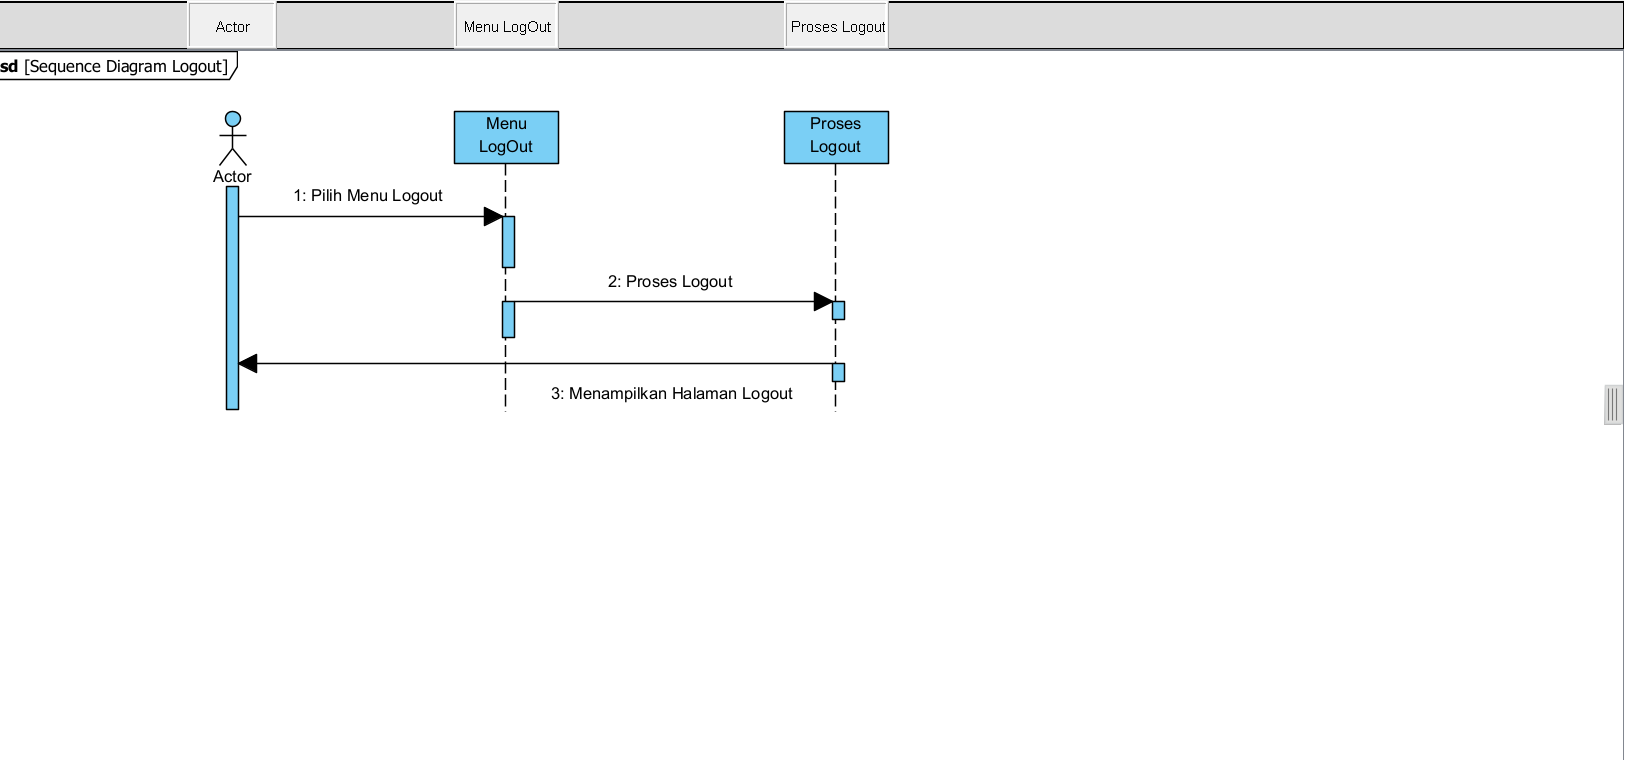 Actor
Menu LogOut
Proses Logout
sd [Sequence Diagram Logout]
Menu
LogOut
Proses
Logout
Actor
1: Pilih Menu Logout
2: Proses Logout
3: Menampilkan Halaman Logout